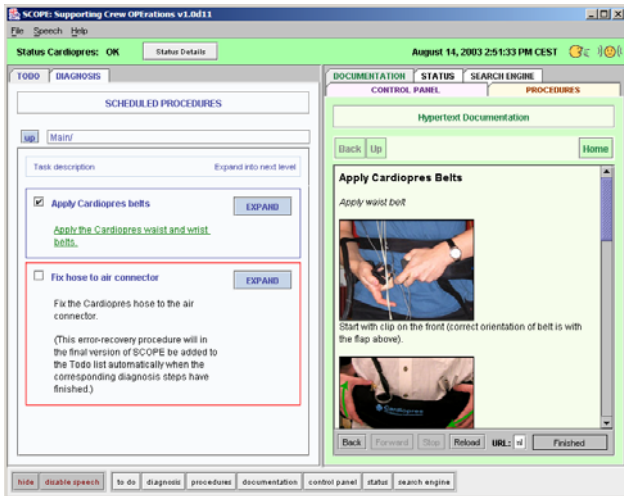 SCOPE: Supporting Crew OPErations v1.0d11
File Speech Help
Status Cardiopres: OK
Status Details
August 14, 2003 2:51:33 PM CEST
TODO DIAGNOSIS
SCHEDULED PROCEDURES
up Main/
Task description Expand into next level
Apply Cardiopres belts EXPAND
Apply the Cardiopres waist and wrist
belts.
Fix hose to air connector EXPAND
Fix the Cardiopres hose to the air
connector.
(This error-recovery procedure will in
the final version of SCOPE be added to
the Todo list automatically when the
corresponding diagnosis steps have
finished.)
DOCUMENTATION STATUS SEARCH ENGINE
CONTROL PANEL PROCEDURES
Hypertext Documentation
Back Up Home
Apply Cardiopres Belts
Apply waist belt
Start with clip on the front (correct orientation of belt is with
the flap above).
Cardiopres
Back Forward Stop Reload URL: nl Finished
hide disable speech to do diagnosis procedures documentation control panel status search engine